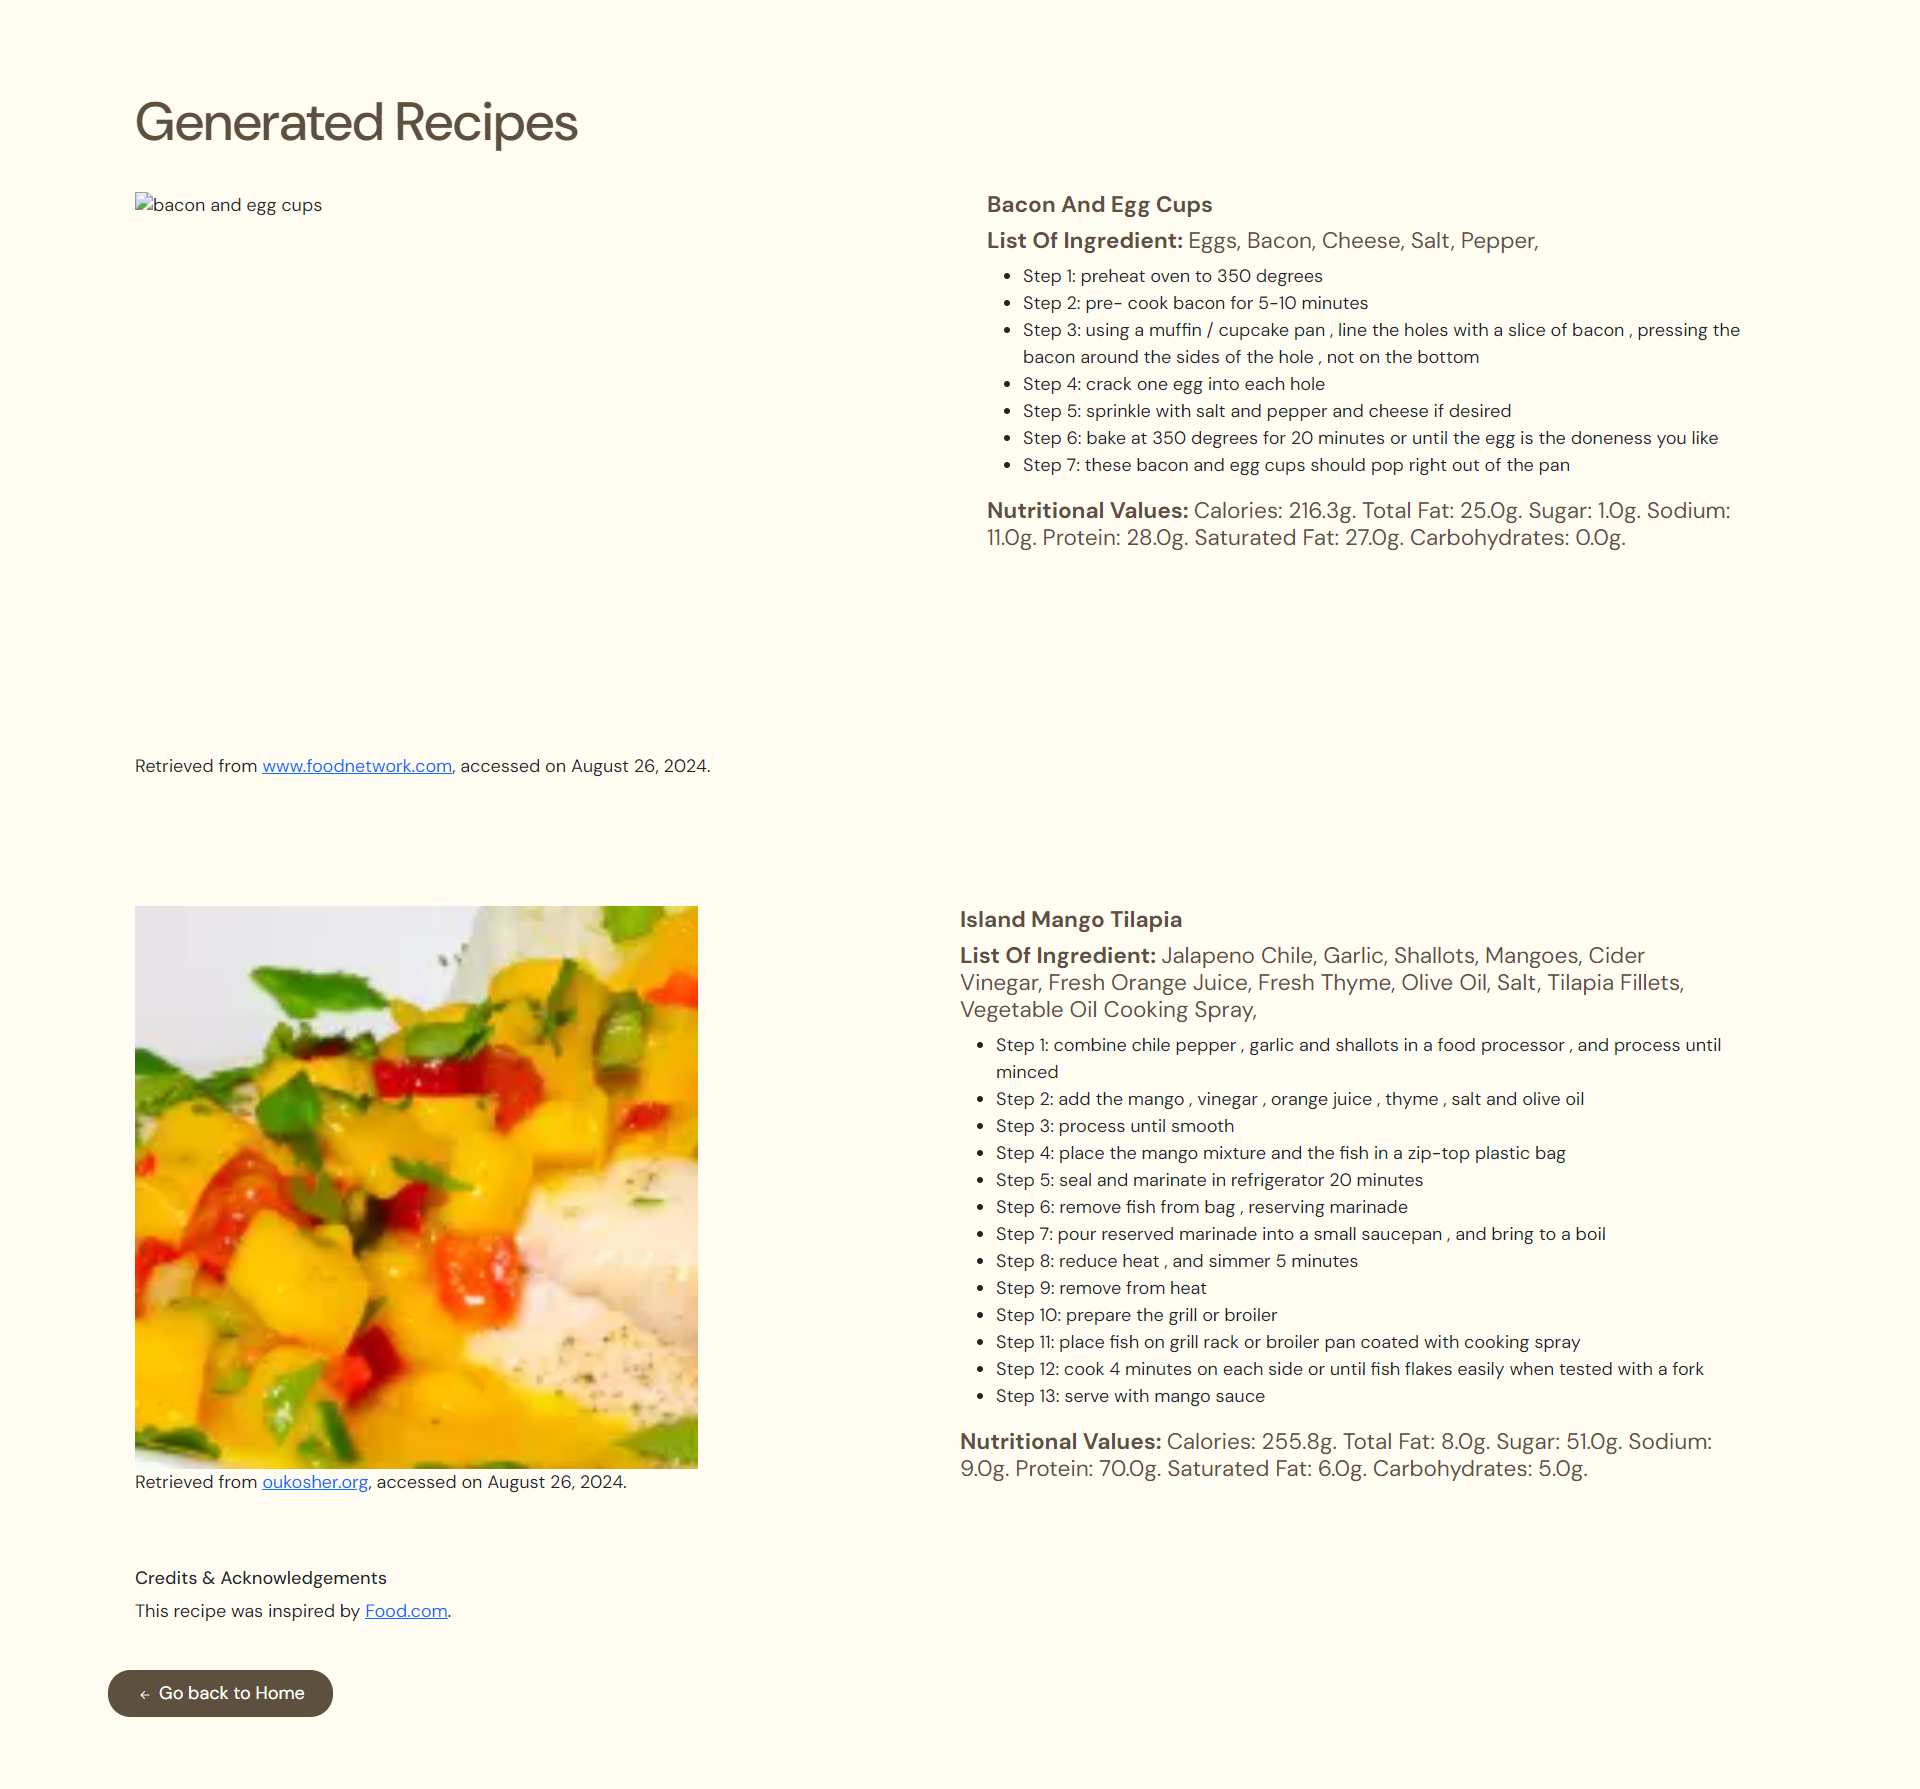 Generated Recipes
bacon and egg cups
Bacon And Egg Cups
List Of Ingredient: Eggs, Bacon, Cheese, Salt, Pepper,
• Step 1: preheat oven to 350 degrees
• Step 2: pre- cook bacon for 5-10 minutes
• Step 3: using a muffin / cupcake pan , line the holes with a slice of bacon , pressing the
bacon around the sides of the hole , not on the bottom
• Step 4: crack one egg into each hole
• Step 5: sprinkle with salt and pepper and cheese if desired
• Step 6: bake at 350 degrees for 20 minutes or until the egg is the doneness you like
• Step 7: these bacon and egg cups should pop right out of the pan
Nutritional Values: Calories: 216.3g. Total Fat: 25.0g. Sugar: 1.0g. Sodium:
11.0g. Protein: 28.0g. Saturated Fat: 27.0g. Carbohydrates: 0.0g.
Retrieved from www.foodnetwork.com, accessed on August 26, 2024.
Island Mango Tilapia
List Of Ingredient: Jalapeno Chile, Garlic, Shallots, Mangoes, Cider
Vinegar, Fresh Orange Juice, Fresh Thyme, Olive Oil, Salt, Tilapia Fillets,
Vegetable Oil Cooking Spray,
• Step 1: combine chile pepper , garlic and shallots in a food processor , and process until
minced
• Step 2: add the mango , vinegar , orange juice , thyme , salt and olive oil
• Step 3: process until smooth
• Step 4: place the mango mixture and the fish in a zip-top plastic bag
• Step 5: seal and marinate in refrigerator 20 minutes
• Step 6: remove fish from bag , reserving marinade
• Step 7: pour reserved marinade into a small saucepan , and bring to a boil
• Step 8: reduce heat , and simmer 5 minutes
• Step 9: remove from heat
• Step 10: prepare the grill or broiler
• Step 11: place fish on grill rack or broiler pan coated with cooking spray
• Step 12: cook 4 minutes on each side or until fish flakes easily when tested with a fork
• Step 13: serve with mango sauce
Nutritional Values: Calories: 255.8g. Total Fat: 8.0g. Sugar: 51.0g. Sodium:
9.0g. Protein: 70.0g. Saturated Fat: 6.0g. Carbohydrates: 5.0g.
Retrieved from oukosher.org, accessed on August 26, 2024.
Credits & Acknowledgements
This recipe was inspired by Food.com.
← Go back to Home